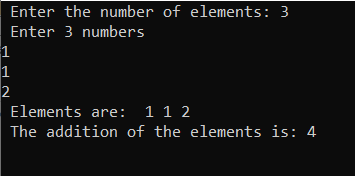 Enter the number of elements: 3
Enter 3 numbers
1
1
2
Elements are:  1 1 2
The addition of the elements is: 4